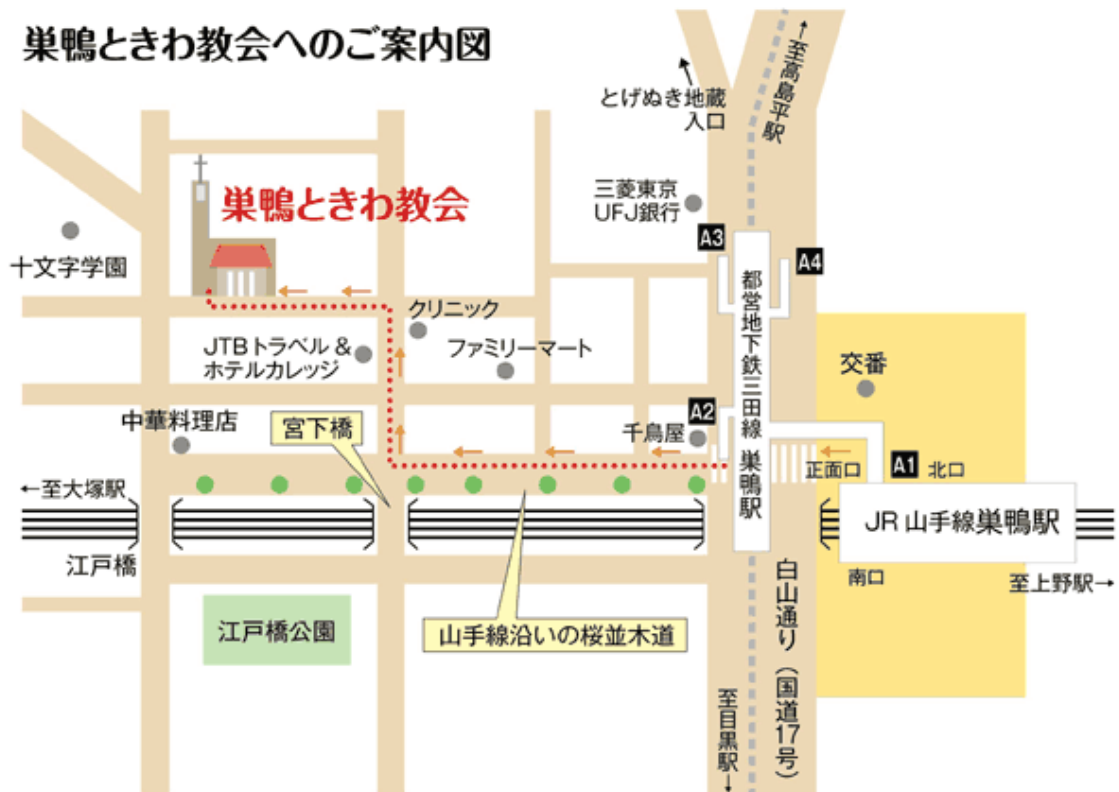 巣鴨ときわ教会へのご案内図
↑至高島平駅
とげぬき地蔵
入口
三菱東京
UFJ銀行
巣鴨ときわ教会
十文字学園
A3
A4
都営地下鉄三田線 巣鴨駅
クリニック
JTBトラベル &
ホテルカレッジ
ファミリーマート
交番
中華料理店
宮下橋
A2
千鳥屋
正面口
A1
北口
←至大塚駅
JR 山手線巣鴨駅
江戸橋
南口
至上野駅→
白山通り（国道17号）
江戸橋公園
山手線沿いの桜並木道
至目黒駅→